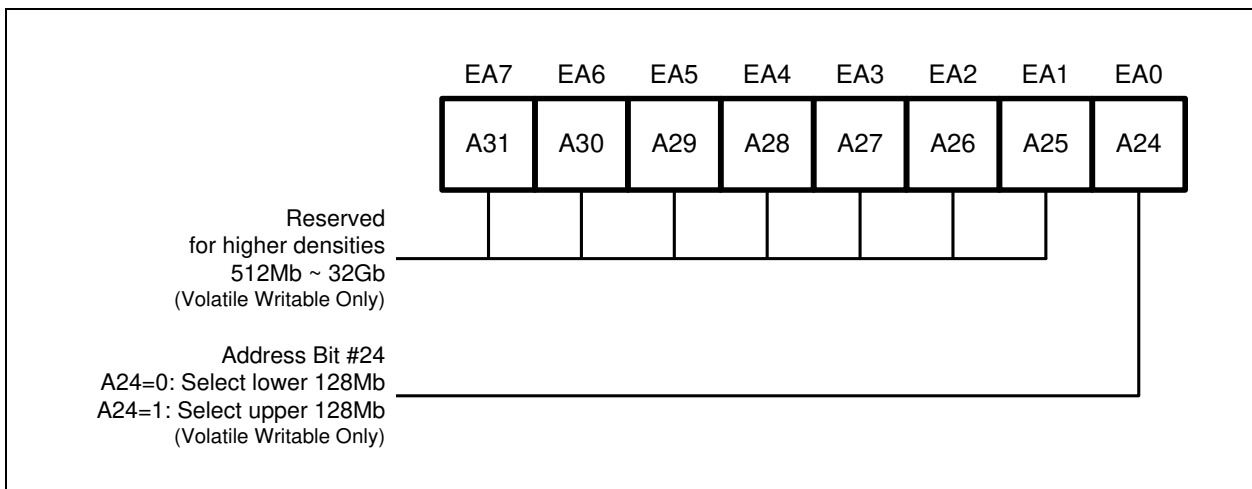 EA7 EA6 EA5 EA4 EA3 EA2 EA1 EA0
A31 A30 A29 A28 A27 A26 A25 A24
Reserved
for higher densities
512Mb ~ 32Gb
(Volatile Writable Only)
Address Bit #24
A24=0: Select lower 128Mb
A24=1: Select upper 128Mb
(Volatile Writable Only)